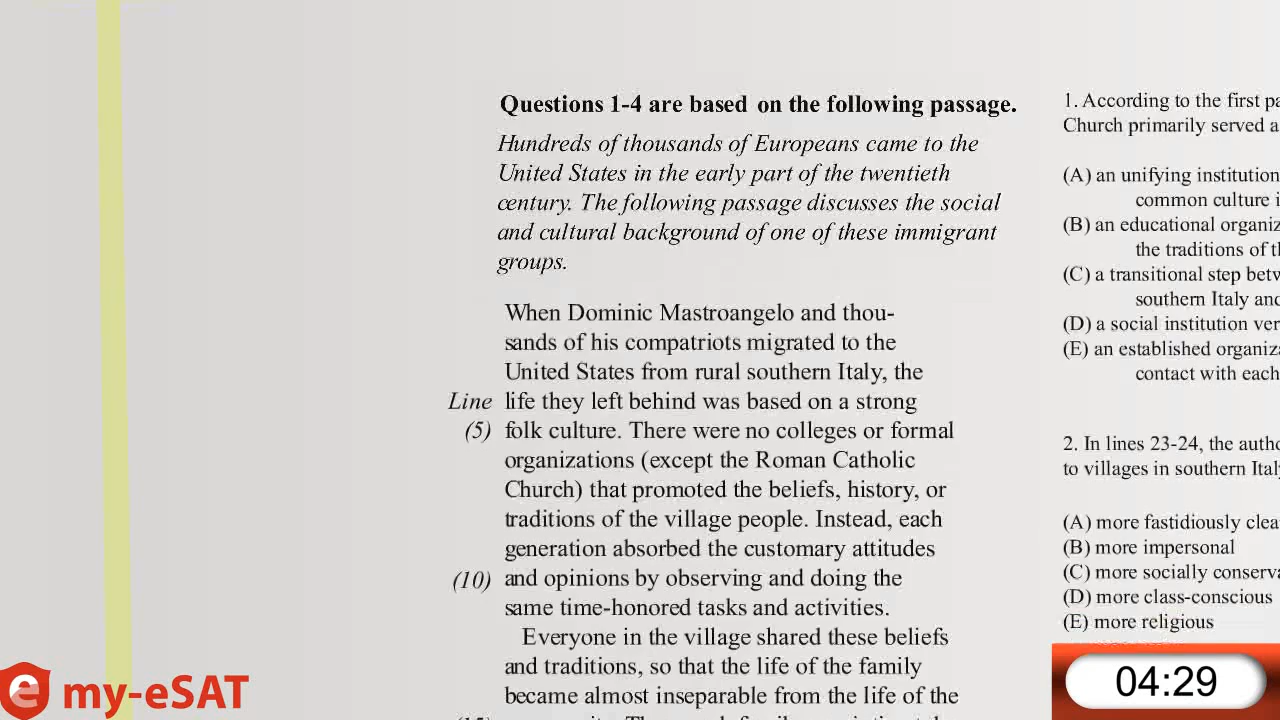 Questions 1-4 are based on the following passage.
Hundreds of thousands of Europeans came to the
United States in the early part of the twentieth
century. The following passage discusses the social
and cultural background of one of these immigrant
groups.
When Dominic Mastroangelo and thou-
sands of his compatriots migrated to the
United States from rural southern Italy, the
Line life they left behind was based on a strong
(5) folk culture. There were no colleges or formal
organizations (except the Roman Catholic
Church) that promoted the beliefs, history, or
traditions of the village people. Instead, each
generation absorbed the customary attitudes
(10) and opinions by observing and doing the
same time-honored tasks and activities.
Everyone in the village shared these beliefs
and traditions, so that the life of the family
became almost inseparable from the life of the
1. According to the first
Church primarily served
(A) an unifying institution
common culture
(B) an educational
the traditions of
(C) a transitional step
southern Italy
(D) a social institution
(E) an established
contact with each
2. In lines 23-24, the
to villages in southern
(A) more fastidiously
(B) more impersonal
(C) more socially
(D) more class-conscious
(E) more religious
04:29
my-eSAT